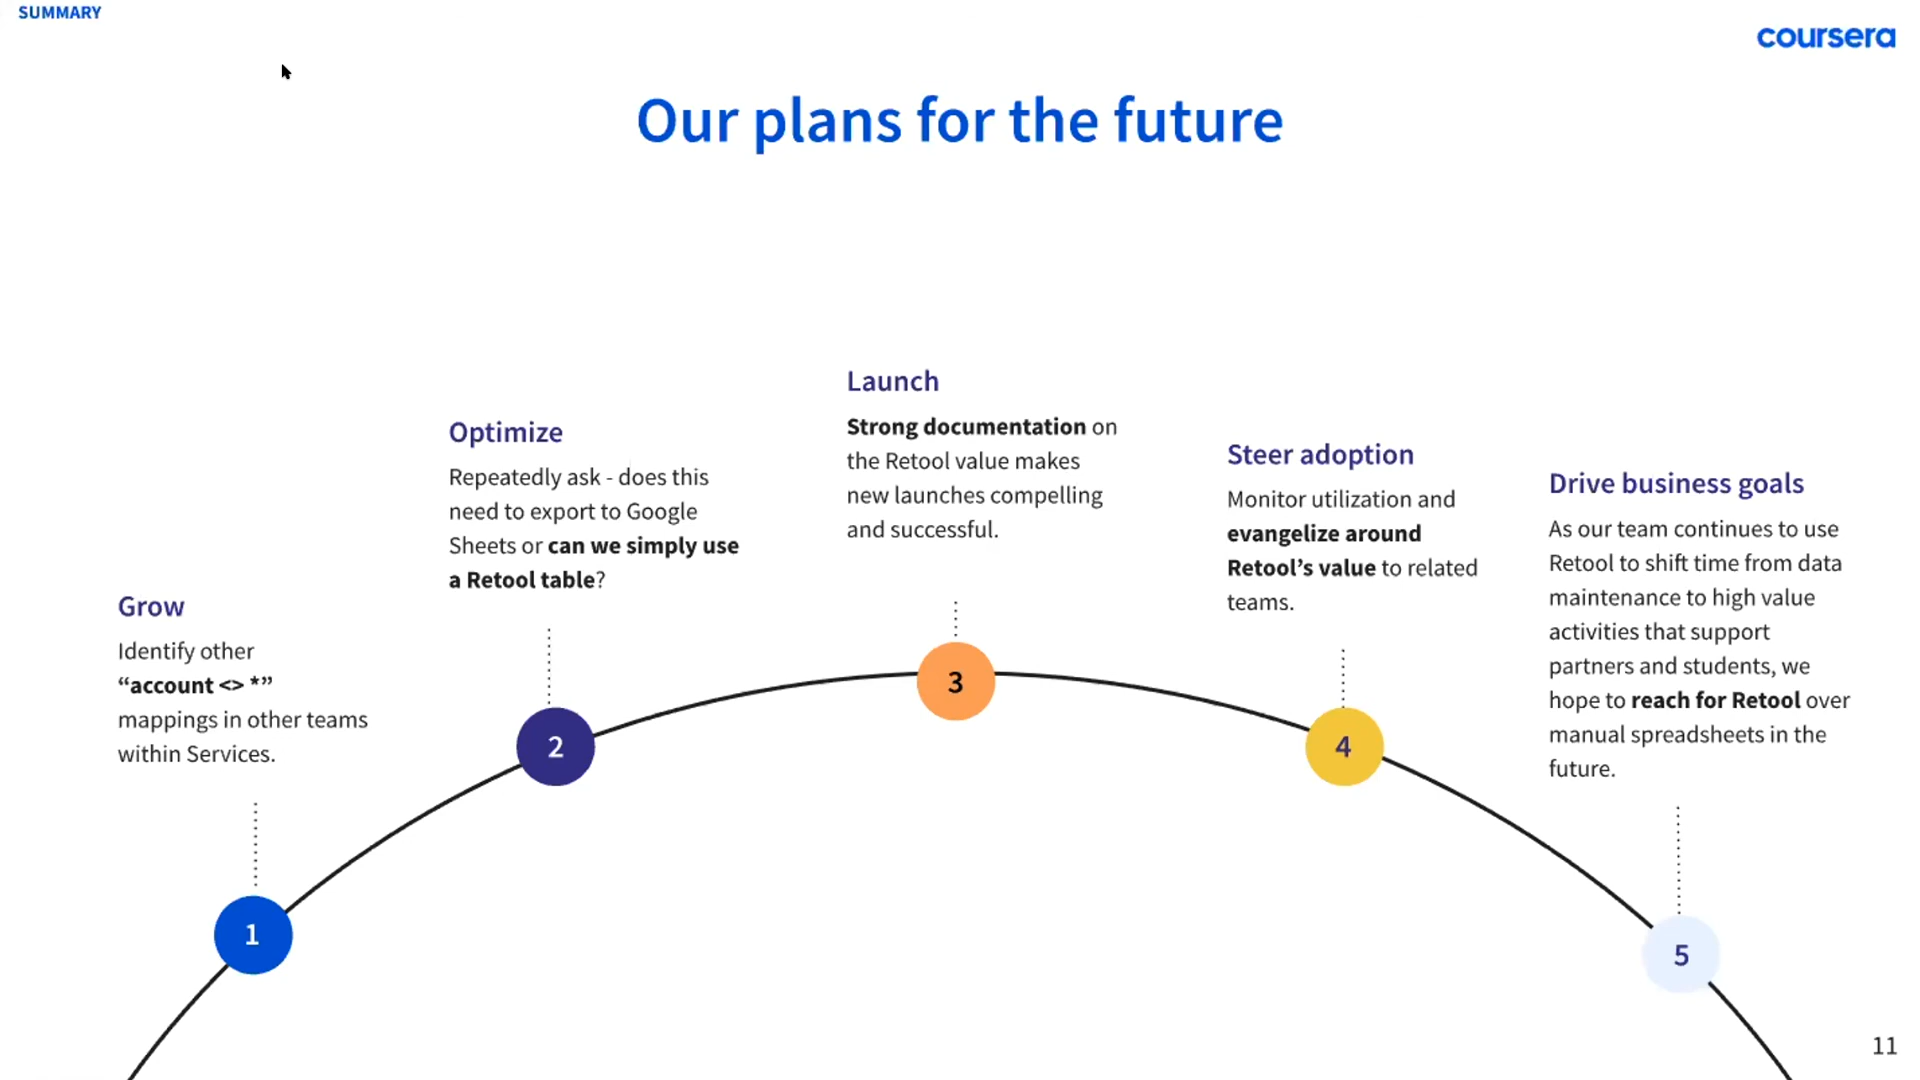 SUMMARY
coursera
Our plans for the future
Grow
Identify other
“account <> *”
mappings in other teams
within Services.
Optimize
Repeatedly ask - does this
need to export to Google
Sheets or can we simply use
a Retool table?
Launch
Strong documentation on
the Retool value makes
new launches compelling
and successful.
Steer adoption
Monitor utilization and
evangelize around
Retool’s value to related
teams.
Drive business goals
As our team continues to use
Retool to shift time from data
maintenance to high value
activities that support
partners and students, we
hope to reach for Retool over
manual spreadsheets in the
future.
1
2
3
4
5
11